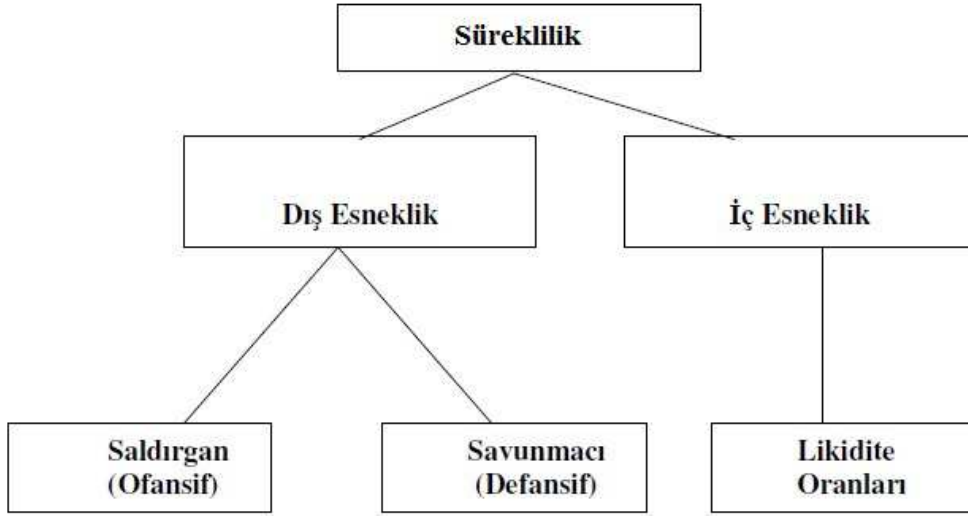 Süreklilik
Dış Esneklik
İç Esneklik
Saldırgan
(Ofansif)
Savunmacı
(Defansif)
Likidite
Oranları